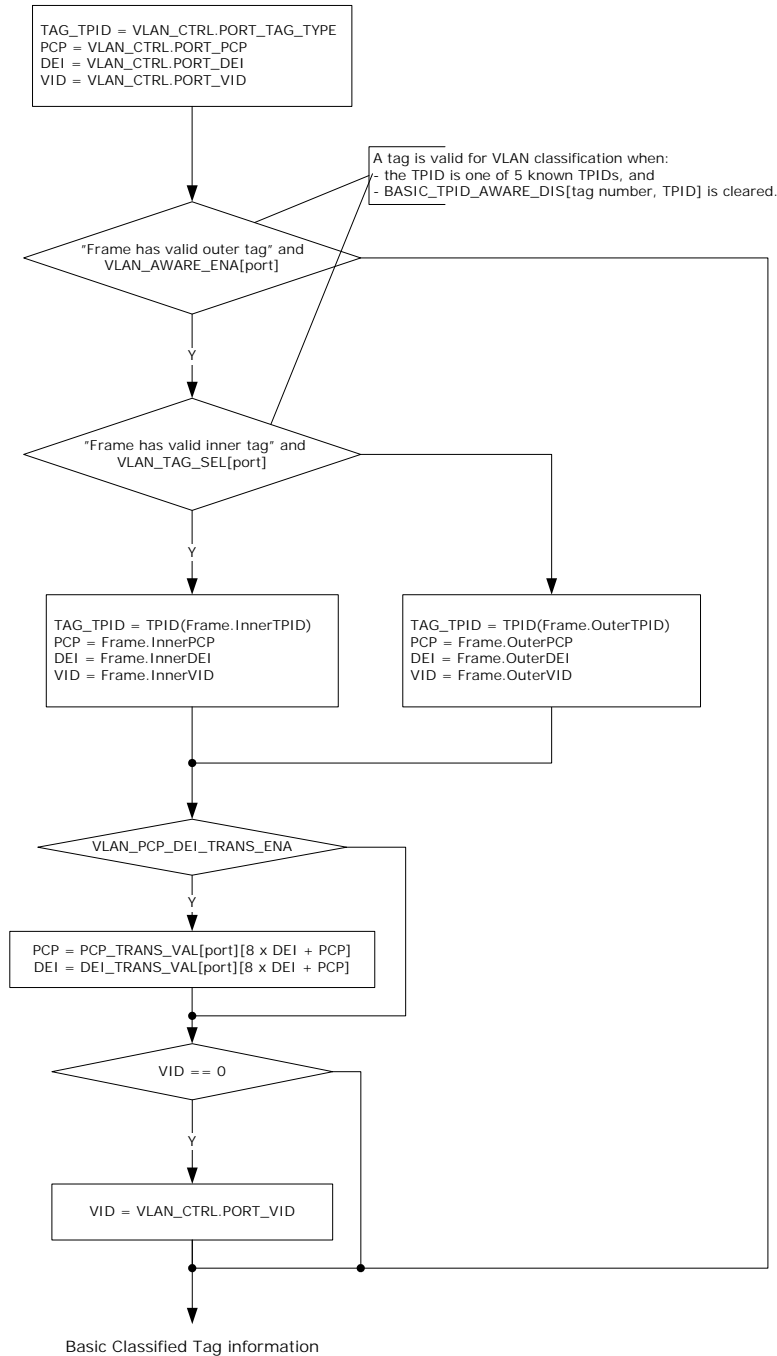 TAG_TPID = VLAN_CTRL.PORT_TAG_TYPE
PCP = VLAN_CTRL.PORT_PCP
DEI = VLAN_CTRL.PORT_DEI
VID = VLAN_CTRL.PORT_VID
A tag is valid for VLAN classification when:
- the TPID is one of 5 known TPIDs, and
- BASIC_TPID_AWARE_DIS[tag number, TPID] is cleared.
"Frame has valid outer tag" and
VLAN_AWARE_ENA[port]
Y
"Frame has valid inner tag" and
VLAN_TAG_SEL[port]
Y
TAG_TPID = TPID(Frame.InnerTPID)
PCP = Frame.InnerPCP
DEI = Frame.InnerDEI
VID = Frame.InnerVID
TAG_TPID = TPID(Frame.OuterTPID)
PCP = Frame.OuterPCP
DEI = Frame.OuterDEI
VID = Frame.OuterVID
VLAN_PCP_DEI_TRANS_ENA
Y
PCP = PCP_TRANS_VAL[port][8 x DEI + PCP]
DEI = DEI_TRANS_VAL[port][8 x DEI + PCP]
VID == 0
Y
VID = VLAN_CTRL.PORT_VID
Basic Classified Tag information